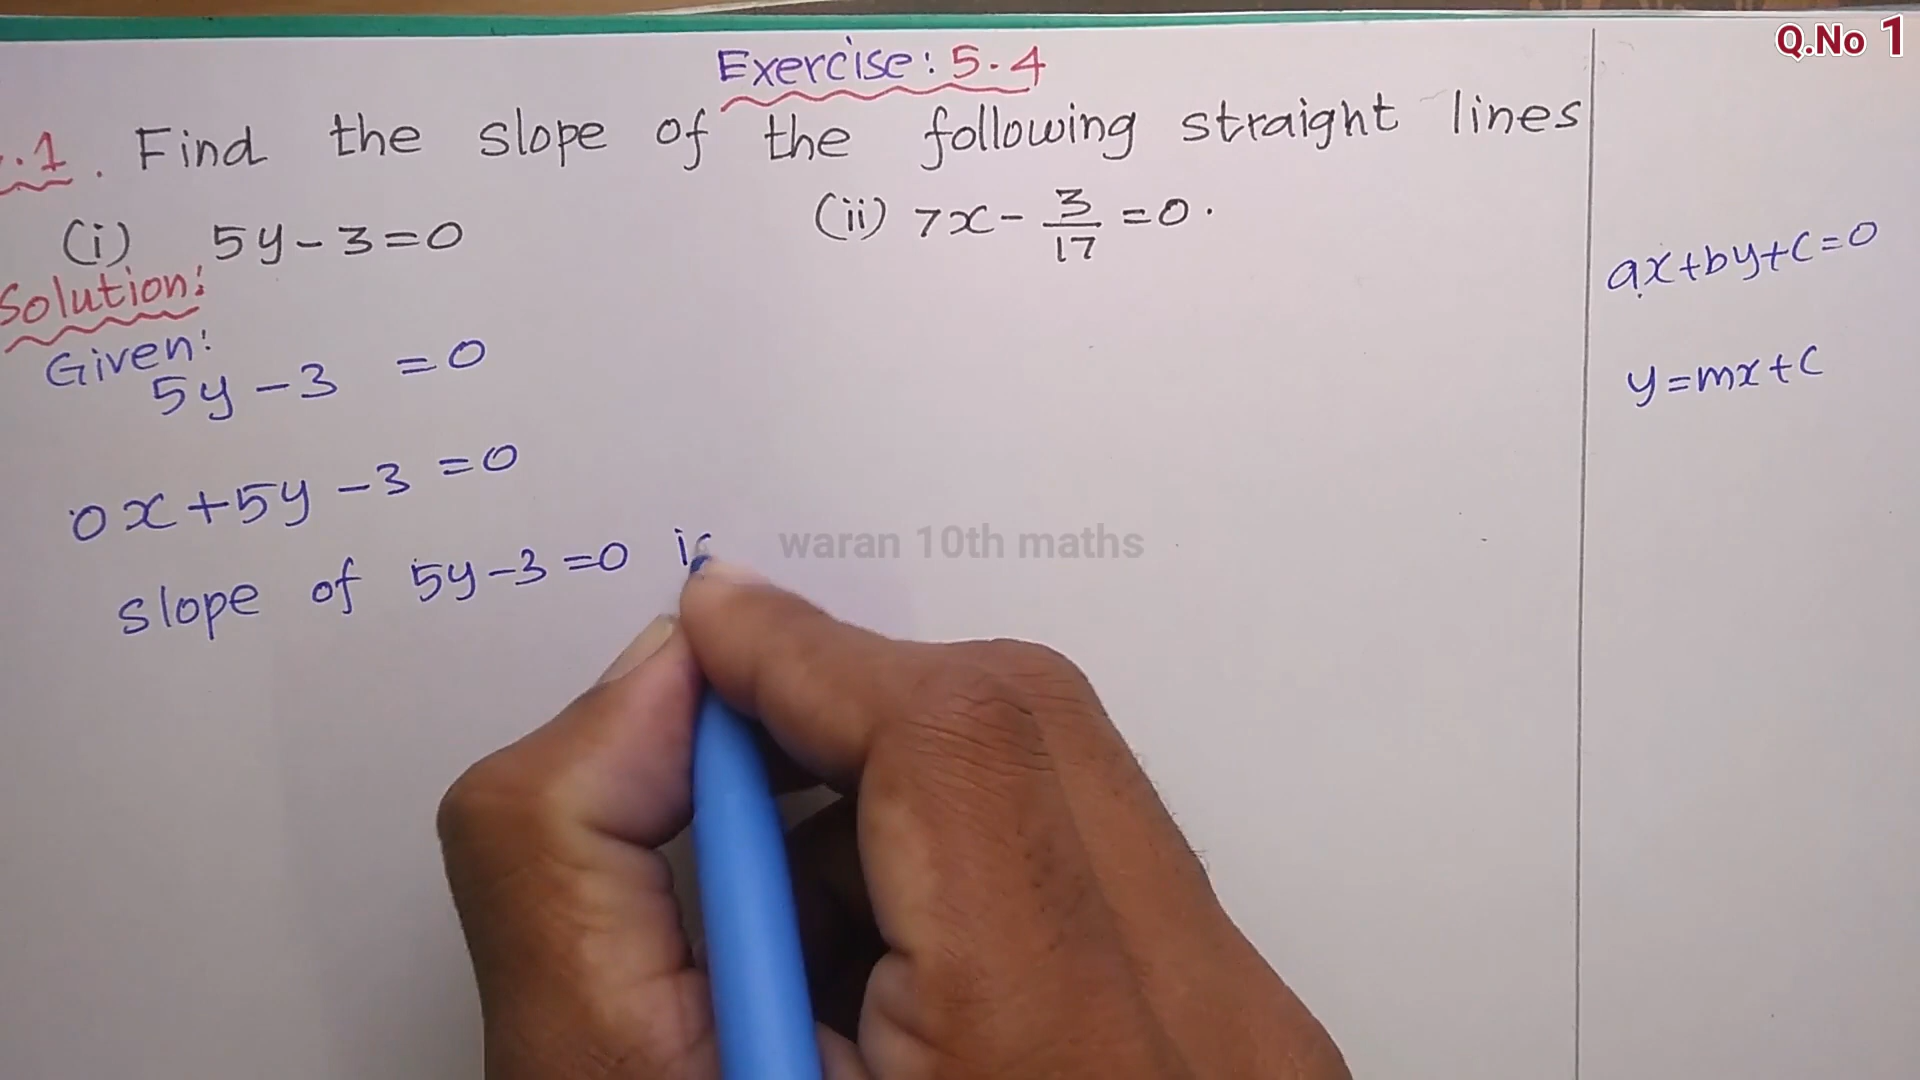 Q.No 1
Exercise: 5.4
.1. Find the slope of the following straight lines
(i) 5y-3=0 (ii) 7x - 3/17 =0.
Solution:
Given:
5y-3 =0
0x+5y-3 =0
slope of 5y-3=0 is
ax+by+c=0
y=mx+c
waran 10th maths